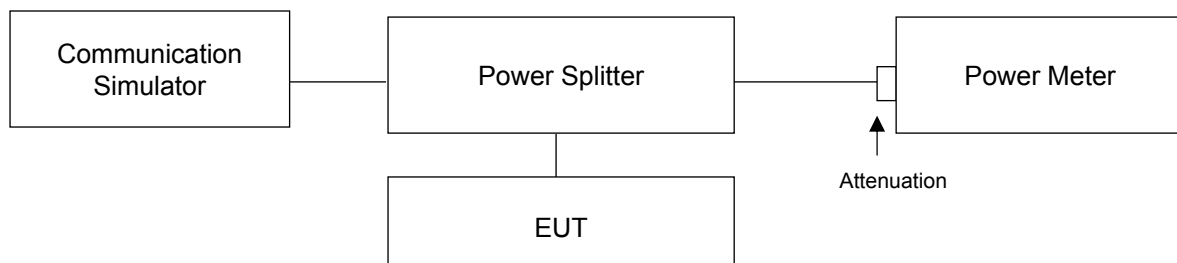 Communication
Simulator
Power Splitter
Power Meter
Attenuation
EUT